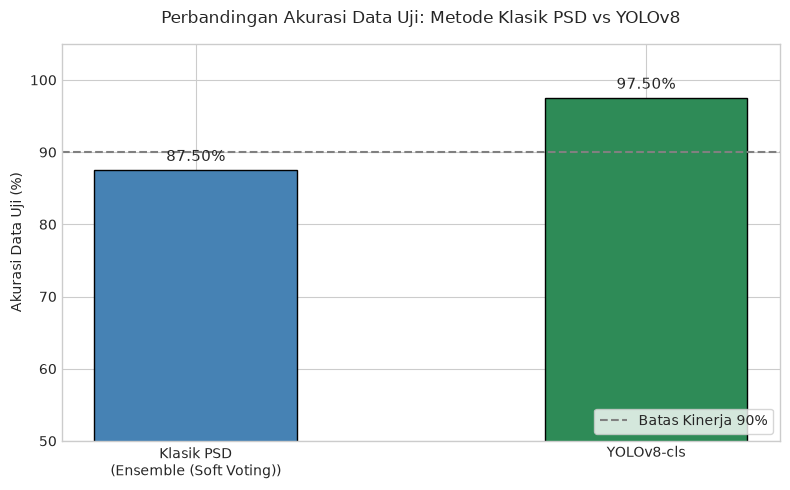 Perbandingan Akurasi Data Uji: Metode Klasik PSD vs YOLOv8
Akurasi Data Uji (%)
100
90
80
70
60
50
87.50%
97.50%
Batas Kinerja 90%
Klasik PSD
(Ensemble (Soft Voting))
YOLOv8-cls